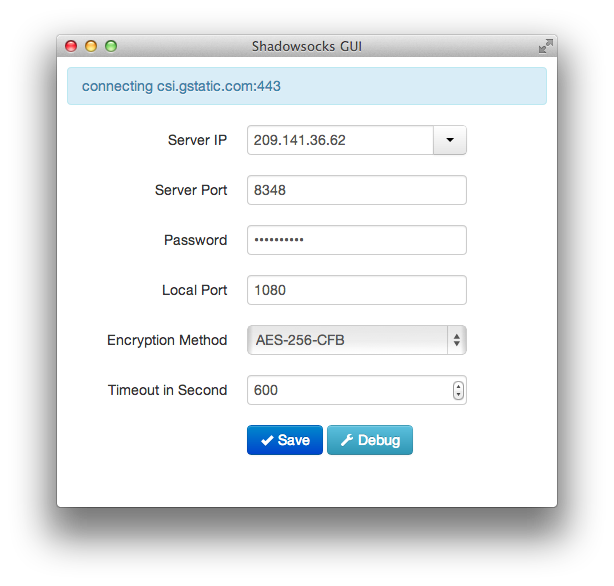 Shadowsocks GUI
connecting csi.gstatic.com:443
Server IP 209.141.36.62
Server Port 8348
Password ••••••••••
Local Port 1080
Encryption Method AES-256-CFB
Timeout in Second 600
Save Debug